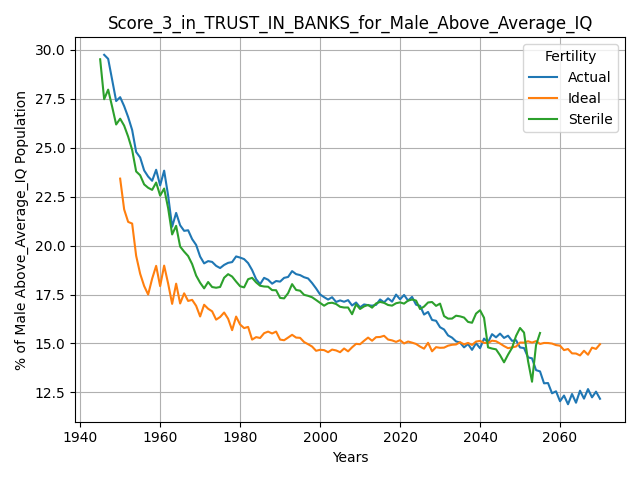 Score_3_in_TRUST_IN_BANKS_for_Male_Above_Average_IQ
% of Male Above_Average_IQ Population
30.0
27.5
25.0
22.5
20.0
17.5
15.0
12.5
Fertility
Actual
Ideal
Sterile
1940
1960
1980
2000
2020
2040
2060
Years